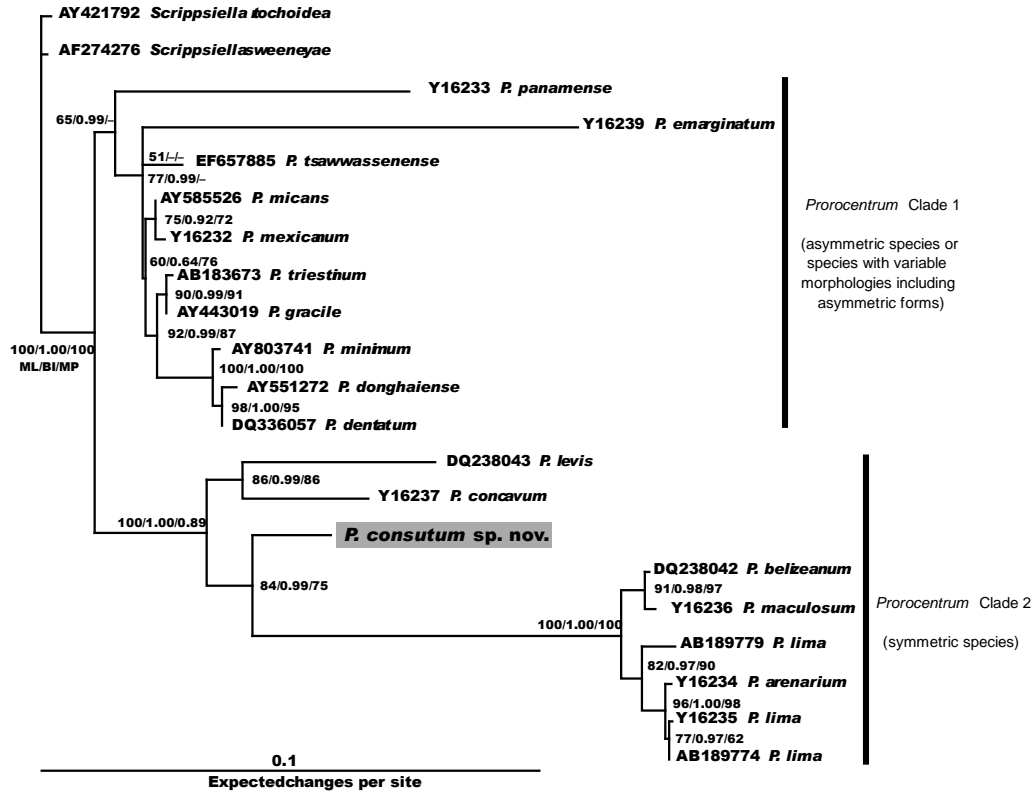 AY421792 Scrippsiella tochoidea
AF274276 Scrippsiellasweeneyae
Y16233 P. panamense
65/0.99/–
Y16239 P. emarginatum
51/–/–
EF657885 P. tsawwassenense
77/0.99/–
AY585526 P. micans
75/0.92/72
Y16232 P. mexicanum
60/0.64/76
AB183673 P. triestinum
90/0.99/91
AY443019 P. gracile
92/0.99/87
100/1.00/100
ML/BI/MP
AY803741 P. minimum
100/1.00/100
AY551272 P. donghaiense
98/1.00/95
DQ336057 P. dentatum
Prorocentrum Clade 1
(asymmetric species or
species with variable
morphologies including
asymmetric forms)
DQ238043 P. levis
86/0.99/86
Y16237 P. concavum
100/1.00/0.89
P. consutum sp. nov.
84/0.99/75
DQ238042 P. belizeanum
91/0.98/97
Y16236 P. maculosum
100/1.00/100
AB189779 P. lima
82/0.97/90
Y16234 P. arenarium
96/1.00/98
Y16235 P. lima
77/0.97/62
AB189774 P. lima
Prorocentrum Clade 2
(symmetric species)
0.1
Expectedchanges per site